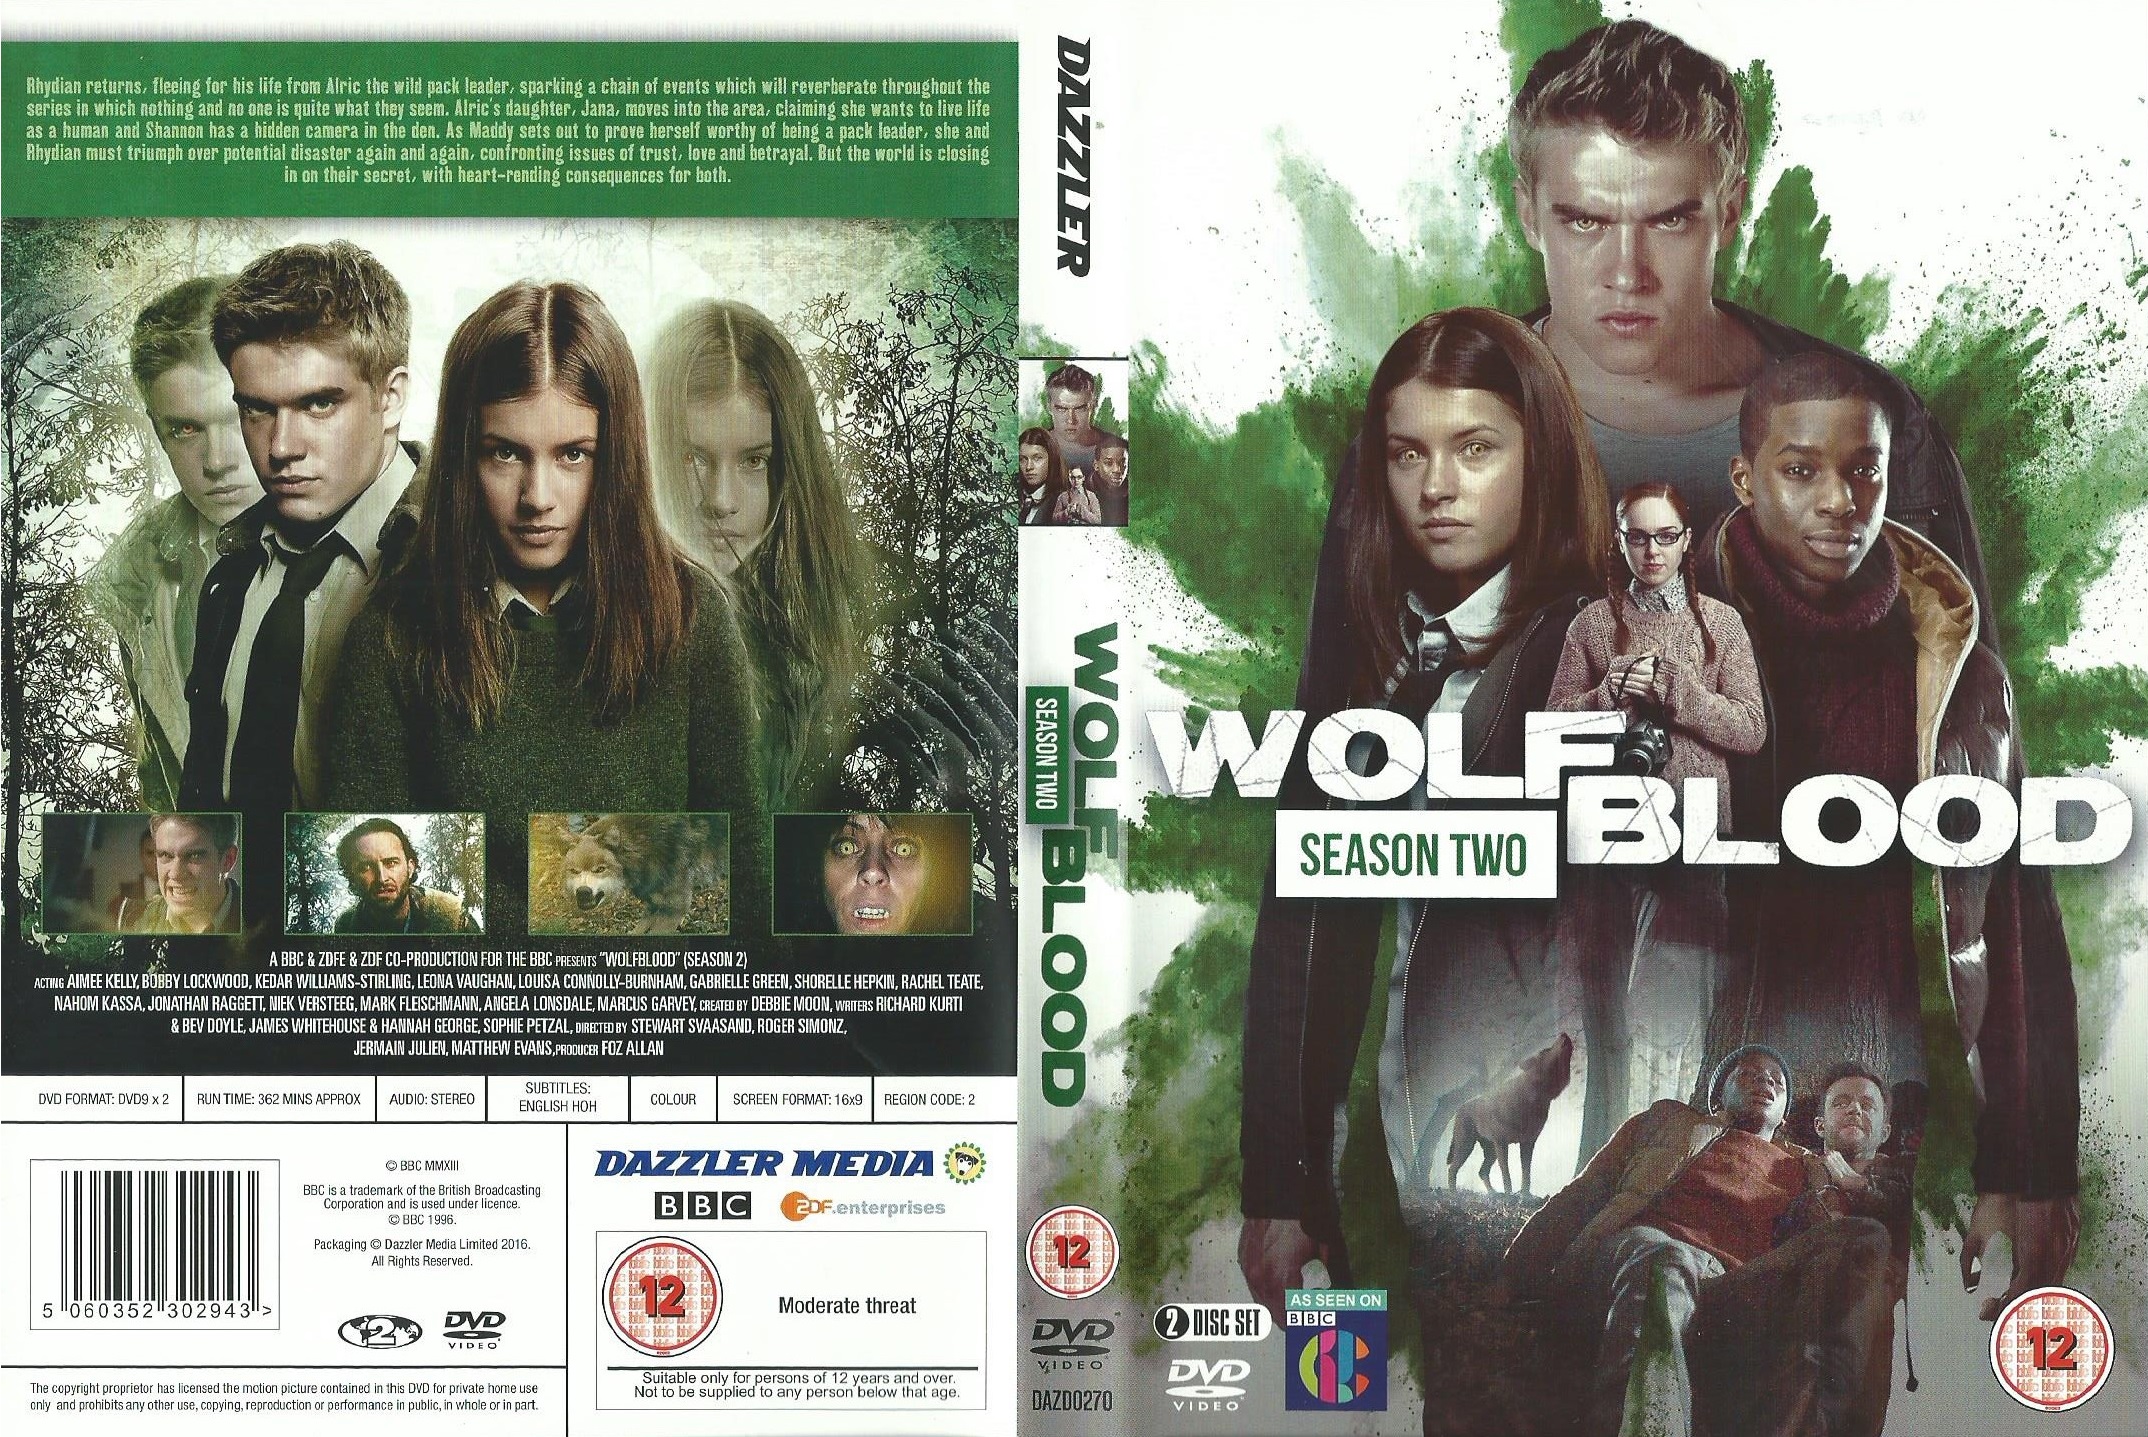 Rhydian returns, fleeing for his life from Alric the wild pack leader, sparking a chain of events which will reverberate throughout the
series in which nothing and no one is quite what they seem. Alric's daughter, Jana, moves into the area, claiming she wants to live life
as a human and Shannon has a hidden camera in the den. As Maddy sets out to prove herself worthy of being a pack leader, she and
Rhydian must triumph over potential disaster again and again, confronting issues of trust, love and betrayal. But the world is closing
in on their secret, with heart-rending consequences for both.
A BBC & ZDFE & ZDF CO-PRODUCTION FOR THE BBC PRESENTS "WOLFBLOOD" (SEASON 2)
ACTING AIMEE KELLY, BOBBY LOCKWOOD, KEDAR WILLIAMS-STIRLING, LEONA VAUGHAN, LOUISA CONNOLLY-BURNHAM, GABRIELLE GREEN, SHORELLE HEPKIN, RACHEL TEATE,
NAHOM KASSA, JONATHAN RAGGETT, NIEK VERSTEEG, MARK FLEISCHMANN, ANGELA LONSDALE, MARCUS GARVEY, CREATED BY DEBBIE MOON, WRITERS RICHARD KURTI
& BEV DOYLE, JAMES WHITEHOUSE & HANNAH GEORGE, SOPHIE PETZAL, DIRECTED BY STEWART SVAASAND, ROGER SIMONZ,
JERMAIN JULIEN, MATTHEW EVANS, PRODUCER FOZ ALLAN
DVD FORMAT: DVD9 x 2
RUN TIME: 362 MINS APPROX
AUDIO: STEREO
SUBTITLES:
ENGLISH HOH
COLOUR
SCREEN FORMAT: 16x9
REGION CODE: 2
5 060352 302943 >
© BBC MMXIII
BBC is a trademark of the British Broadcasting
Corporation and is used under licence.
© BBC 1996.
Packaging © Dazzler Media Limited 2016.
All Rights Reserved.
2
DVD
VIDEO
The copyright proprietor has licensed the motion picture contained in this DVD for private home use
only and prohibits any other use, copying, reproduction or performance in public, in whole or in part.
DAZZLER MEDIA
BBC
ZDF.enterprises
12
Moderate threat
Suitable only for persons of 12 years and over.
Not to be supplied to any person below that age.
DAZZLER
WOLFBLOOD
SEASON TWO
12
DVD
VIDEO
DAZD0270
WOLF
BLOOD
SEASON TWO
2 DISC SET
DVD
VIDEO
AS SEEN ON
BBC
CBBC
12